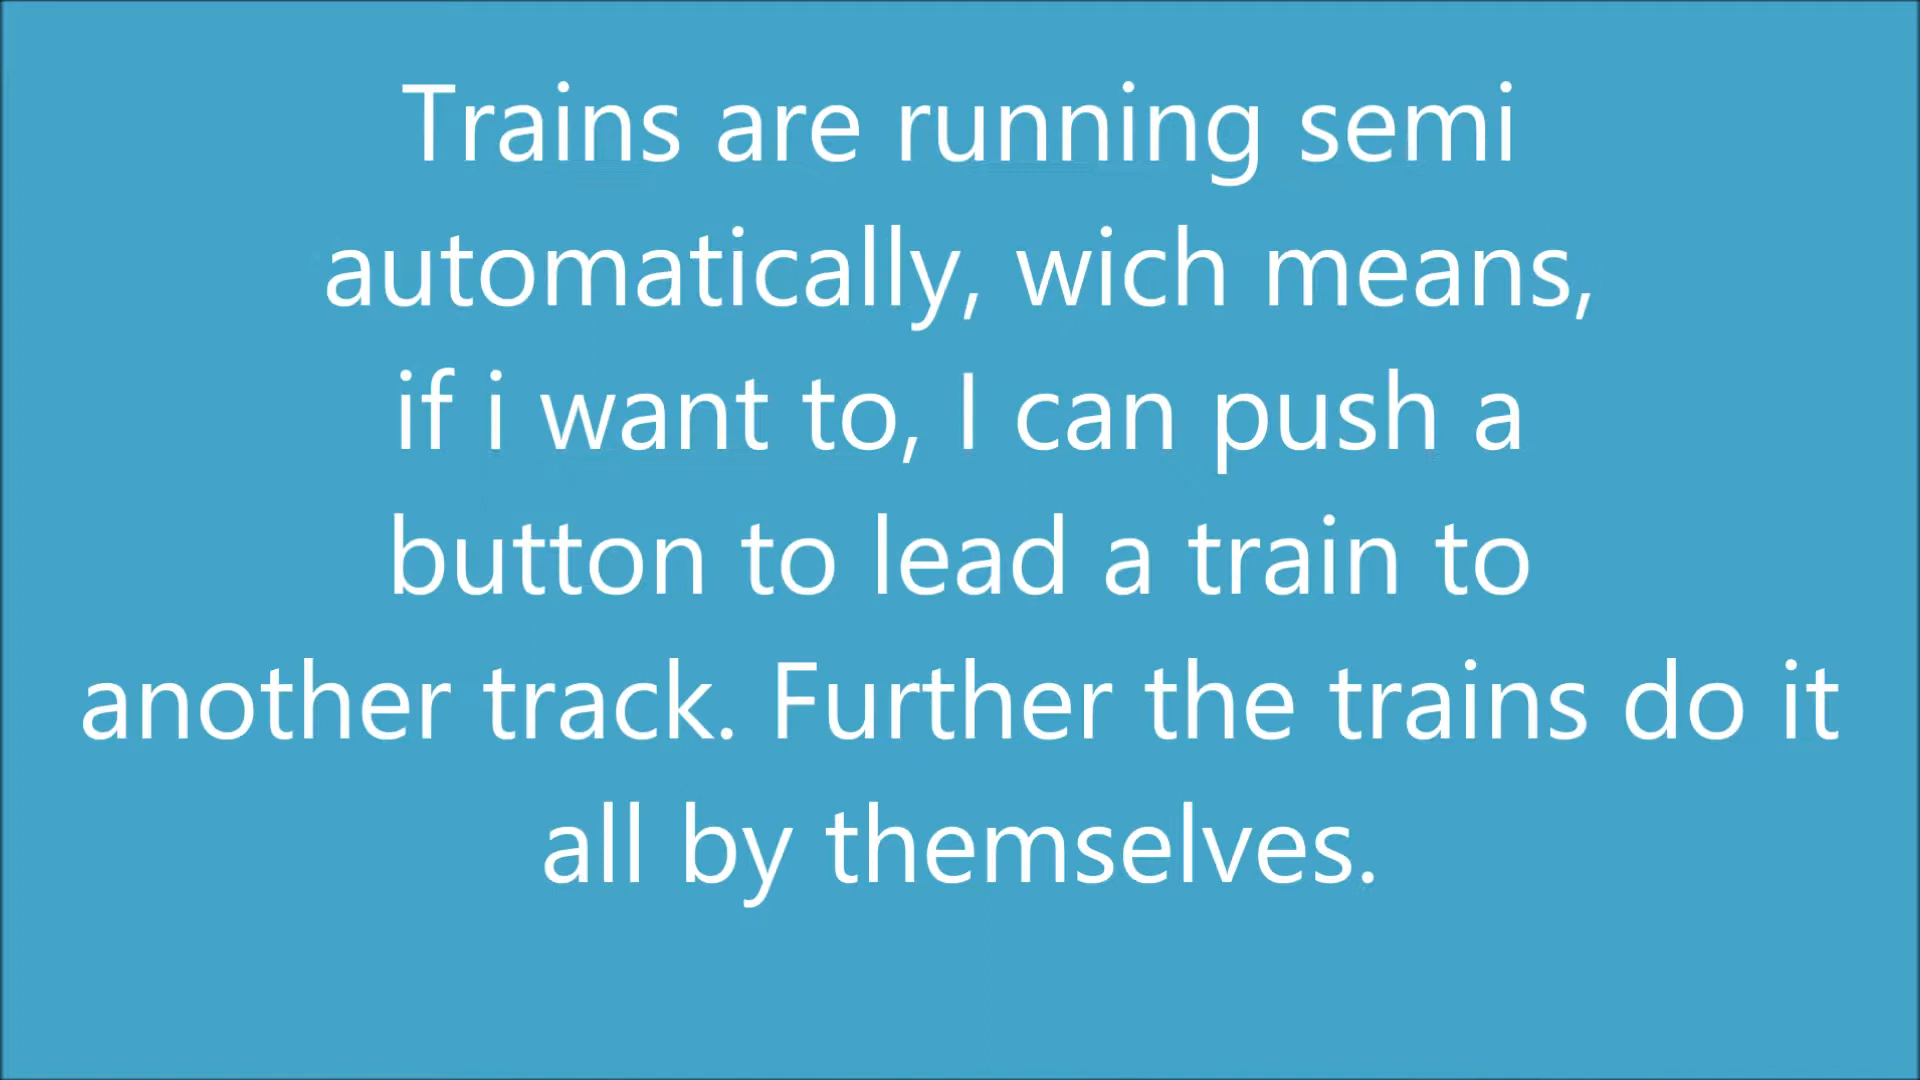 Trains are running semi
automatically, wich means,
if i want to, I can push a
button to lead a train to
another track. Further the trains do it
all by themselves.